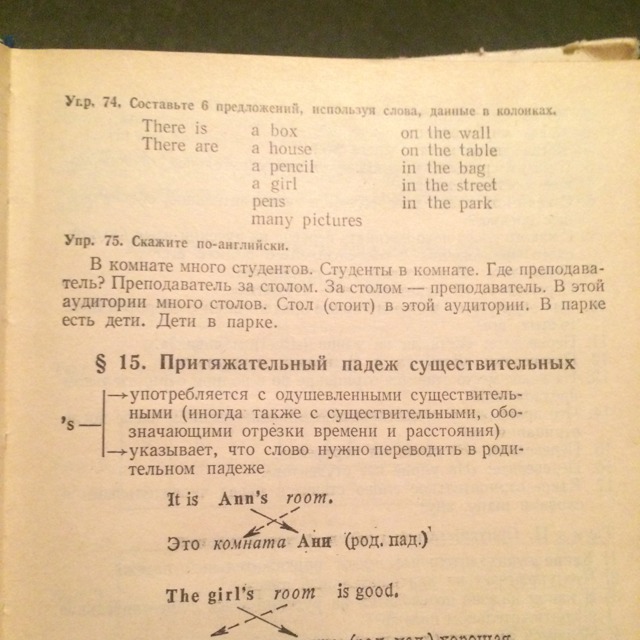 Упр. 74. Составьте 6 предложений, используя слова, данные в колонках.
There is a box on the wall
There are a house on the table
a pencil in the bag
a girl in the street
pens in the park
many pictures
Упр. 75. Скажите по-английски.
В комнате много студентов. Студенты в комнате. Где преподава-
тель? Преподаватель за столом. За столом — преподаватель. В этой
аудитории много столов. Стол (стоит) в этой аудитории. В парке
есть дети. Дети в парке.
§ 15. Притяжательный падеж существительных
's — →употребляется с одушевленными существитель-
ными (иногда также с существительными, обо-
значающими отрезки времени и расстояния)
→указывает, что слово нужно переводить в роди-
тельном падеже
It is Ann's room.
Это комната Ани (род. пад.)
The girl's room is good.